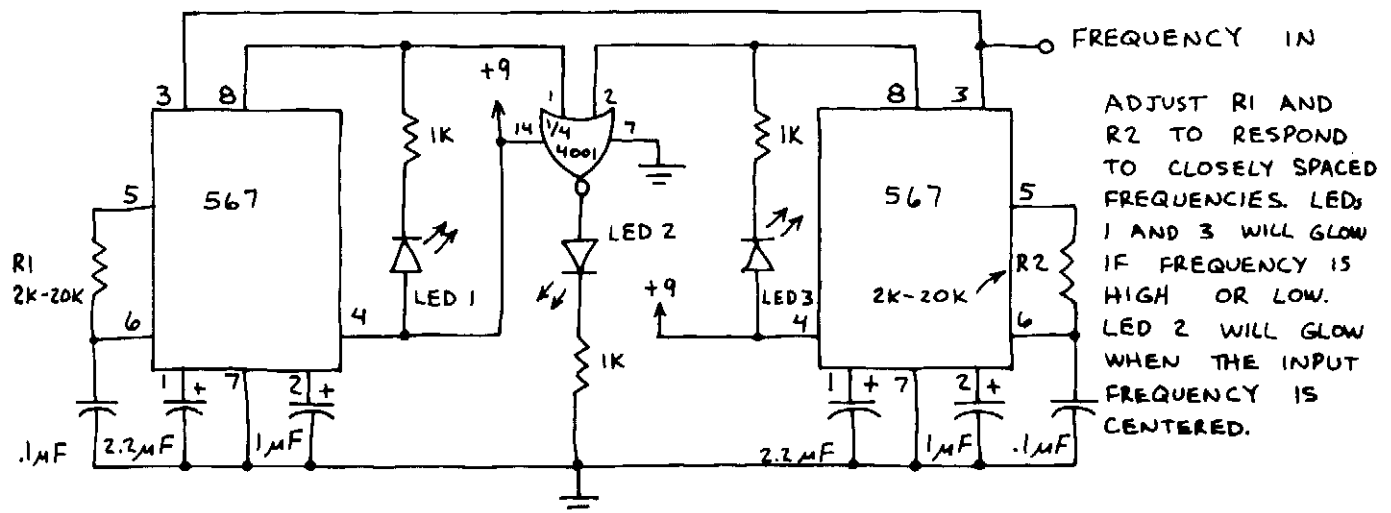 FREQUENCY IN
3
8
+9
1
2
8
3
1K
14
1/4
4001
7
1K
5
567
567
5
R1
2K-20K
LED 2
R2
6
LED 1
4
+9
LED 3
4
2K-20K
6
1K
1
+
7
2
+
1
+
7
2
+
.1µF
2.2µF
1µF
2.2µF
1µF
.1µF
ADJUST R1 AND
R2 TO RESPOND
TO CLOSELY SPACED
FREQUENCIES. LEDs
1 AND 3 WILL GLOW
IF FREQUENCY IS
HIGH OR LOW.
LED 2 WILL GLOW
WHEN THE INPUT
FREQUENCY IS
CENTERED.